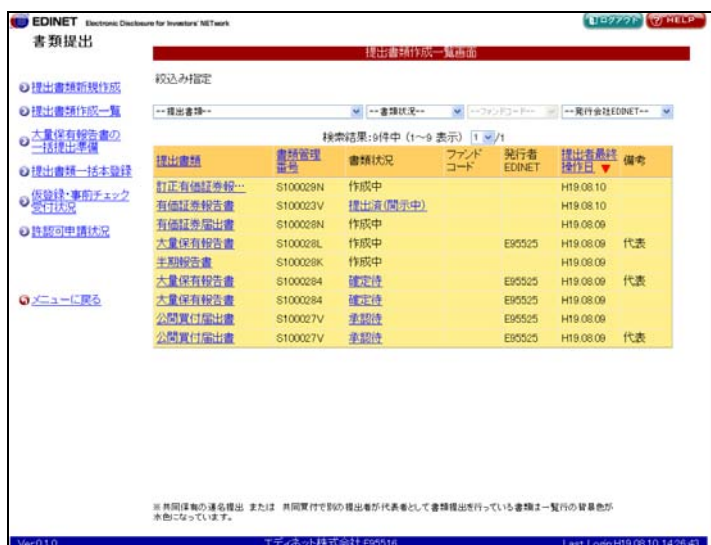 EDINET Electronic Disclosure for Investors' NETwork
ログアウト HELP
書類提出
提出書類作成一覧画面
提出書類新規作成
提出書類作成一覧
大量保有報告書の
一括提出準備
提出書類一括本登録
仮登録・事前チェック
受付状況
許認可申請状況
メニューに戻る
絞込み指定
--提出書類-- --書類状況-- --ファンドコード-- --発行会社EDINET--
検索結果:9件中 (1~9 表示) 1 /1
提出書類 書類管理番号 書類状況 ファンドコード 発行者EDINET 提出者最終操作日 ▼ 備考
訂正有価証券報… S100029N 作成中 H19.08.10
有価証券報告書 S100023V 提出済(開示中) H19.08.10
有価証券届出書 S100028N 作成中 H19.08.09
大量保有報告書 S100028L 作成中 E95525 H19.08.09 代表
半期報告書 S100028K 作成中 H19.08.09
大量保有報告書 S1000284 確定待 E95525 H19.08.09 代表
大量保有報告書 S1000284 確定待 E95525 H19.08.09
公開買付届出書 S100027V 承認待 E95525 H19.08.09
公開買付届出書 S100027V 承認待 E95525 H19.08.09 代表
※共同保有の連名提出 または 共同買付で別の提出者が代表者として書類提出を行っている書類は一覧行の背景色が
水色になっています。
Ver.0.1.0 エディネット株式会社 E95516 Last Login:H19.08.10 14:26:43